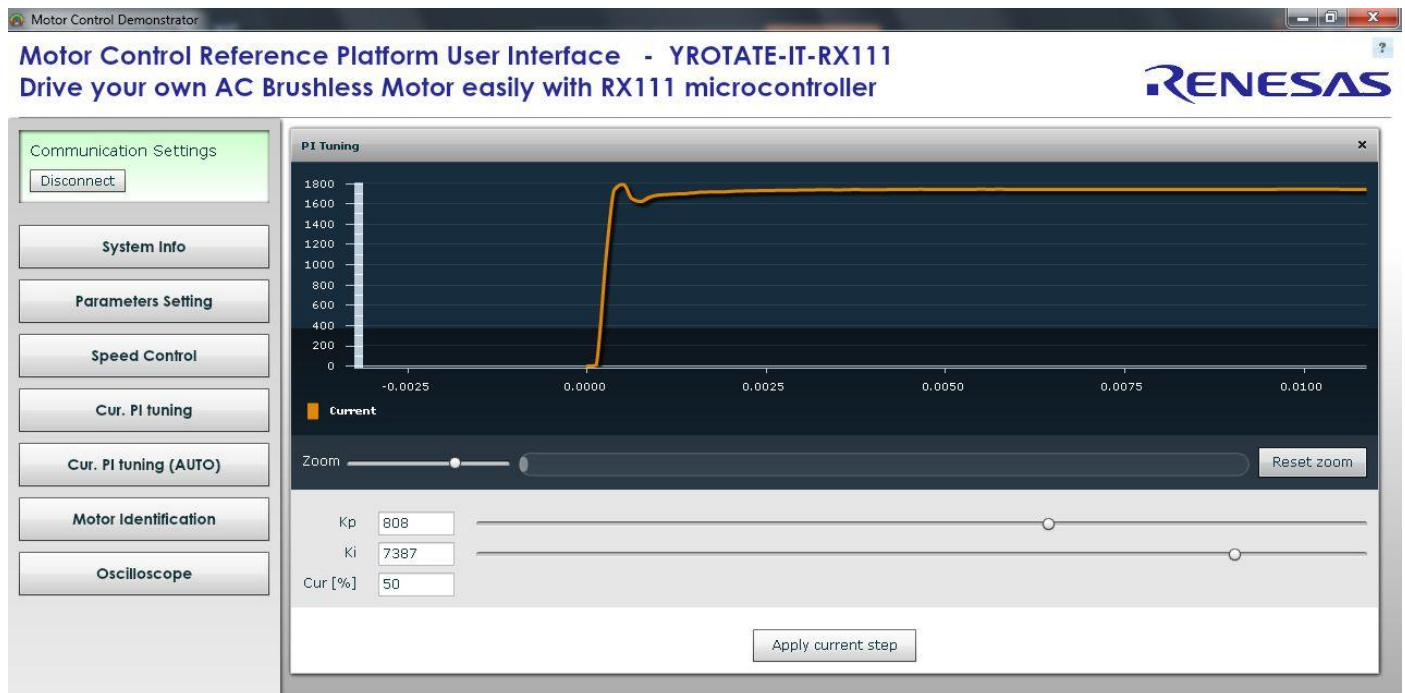 Motor Control Demonstrator
Motor Control Reference Platform User Interface - YROTATE-IT-RX111
Drive your own AC Brushless Motor easily with RX111 microcontroller
?
RENESAS
Communication Settings
Disconnect
System Info
Parameters Setting
Speed Control
Cur. PI tuning
Cur. PI tuning (AUTO)
Motor Identification
Oscilloscope
PI Tuning
1800
1600
1400
1200
1000
800
600
400
200
0
-0.0025 0.0000 0.0025 0.0050 0.0075 0.0100
Current
Zoom
Reset zoom
Kp 808
Ki 7387
Cur [%] 50
Apply current step